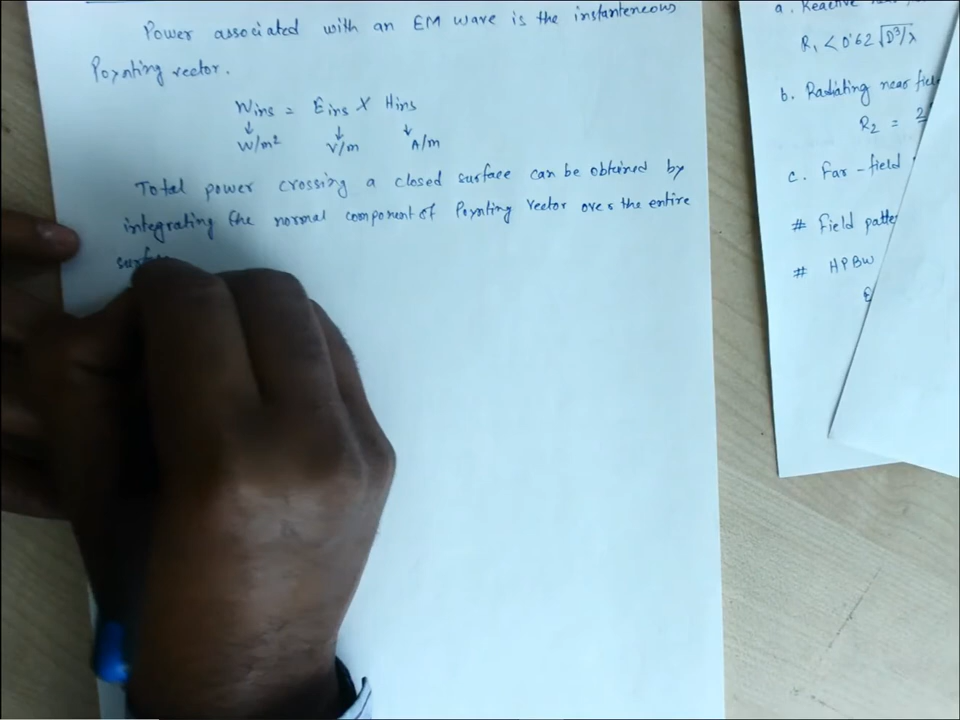 Power associated with an EM wave is the instanteneous
Poynting vector.
Wins = Eins X Hins
↓ ↓ ↓
W/m² V/m A/m
Total power crossing a closed surface can be obtained by
integrating the normal component of Poynting Vector over the entire
a. Reactive
R₁ < 0.62 √D³/λ
b. Radiating near field
R₂ =
c. Far-field
# Field
# HPBW